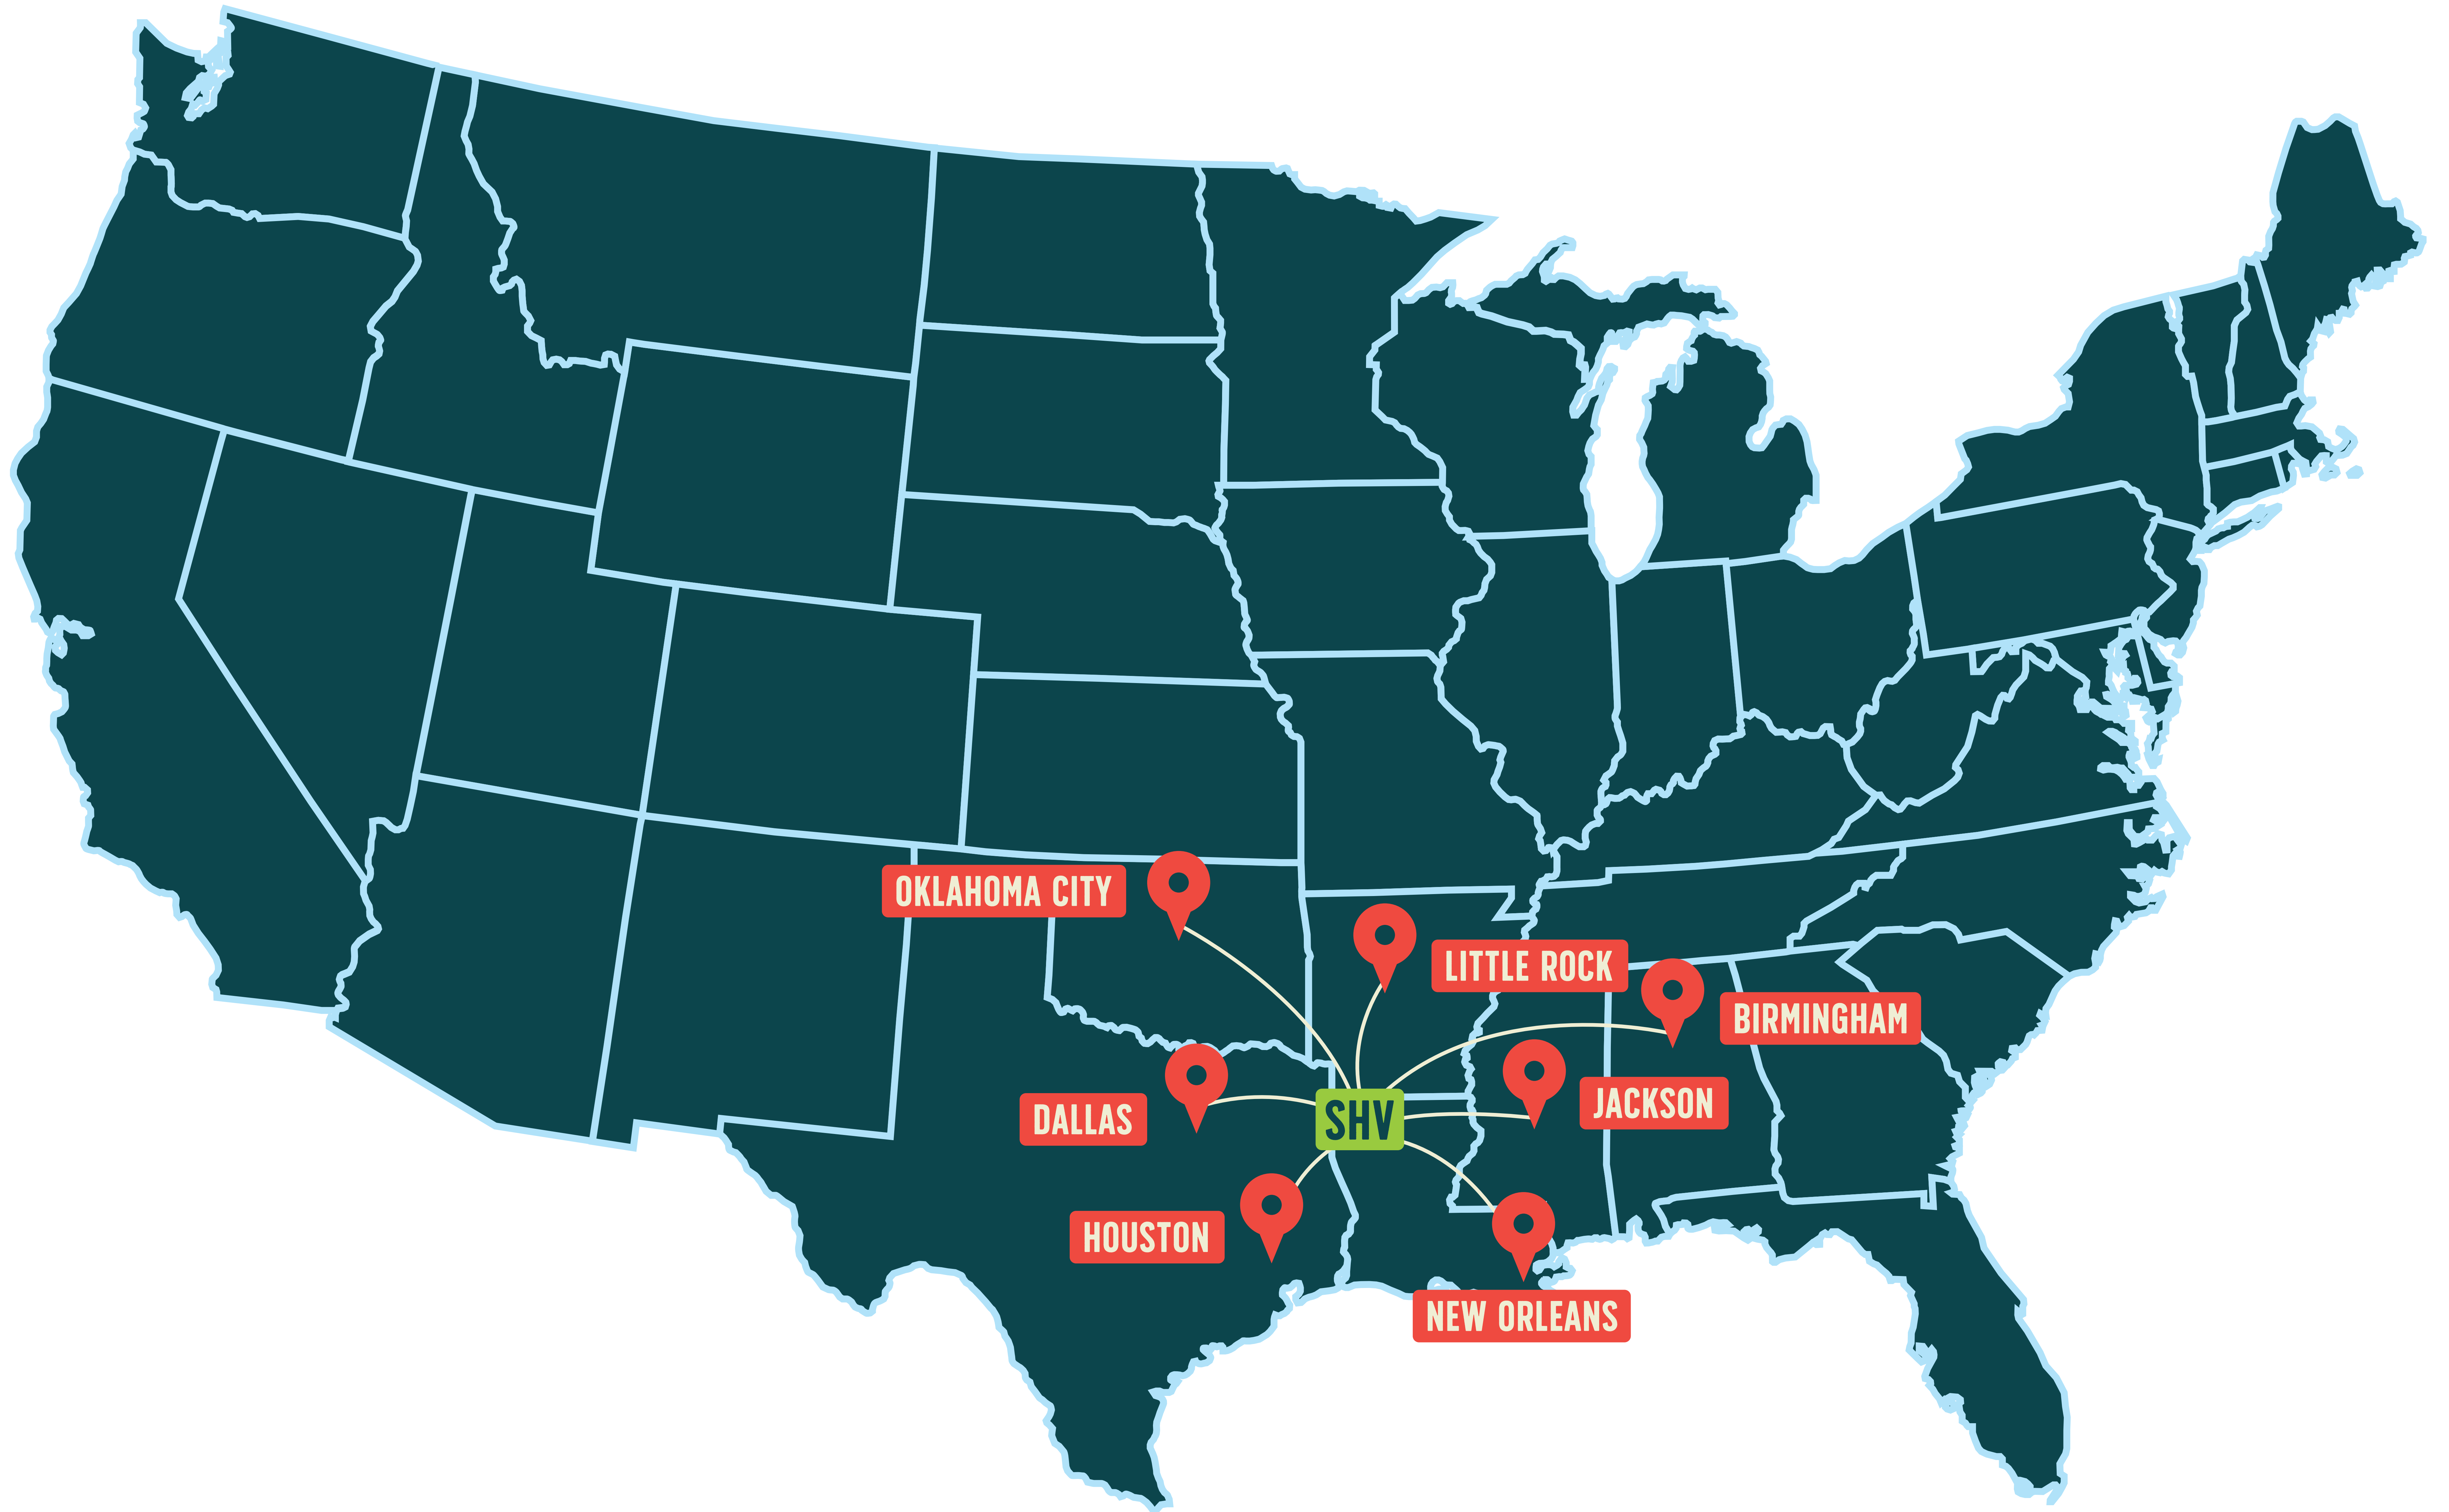 OKLAHOMA CITY
LITTLE ROCK
BIRMINGHAM
JACKSON
DALLAS
SHV
HOUSTON
NEW ORLEANS